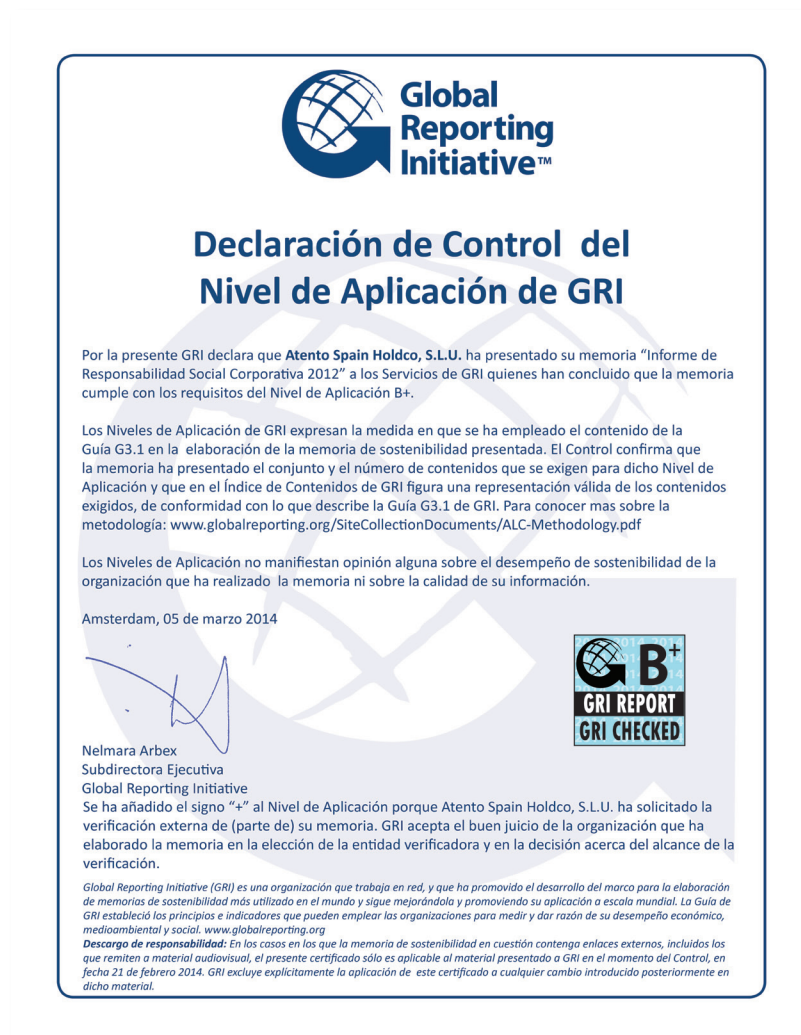 Global
Reporting
Initiative™
Declaración de Control del
Nivel de Aplicación de GRI
Por la presente GRI declara que Atento Spain Holdco, S.L.U. ha presentado su memoria “Informe de
Responsabilidad Social Corporativa 2012” a los Servicios de GRI quienes han concluido que la memoria
cumple con los requisitos del Nivel de Aplicación B+.
Los Niveles de Aplicación de GRI expresan la medida en que se ha empleado el contenido de la
Guía G3.1 en la elaboración de la memoria de sostenibilidad presentada. El Control confirma que
la memoria ha presentado el conjunto y el número de contenidos que se exigen para dicho Nivel de
Aplicación y que en el Índice de Contenidos de GRI figura una representación válida de los contenidos
exigidos, de conformidad con lo que describe la Guía G3.1 de GRI. Para conocer mas sobre la
metodología: www.globalreporting.org/SiteCollectionDocuments/ALC-Methodology.pdf
Los Niveles de Aplicación no manifiestan opinión alguna sobre el desempeño de sostenibilidad de la
organización que ha realizado la memoria ni sobre la calidad de su información.
Amsterdam, 05 de marzo 2014
B+
GRI REPORT
GRI CHECKED
Nelmara Arbex
Subdirectora Ejecutiva
Global Reporting Initiative
Se ha añadido el signo “+” al Nivel de Aplicación porque Atento Spain Holdco, S.L.U. ha solicitado la
verificación externa de (parte de) su memoria. GRI acepta el buen juicio de la organización que ha
elaborado la memoria en la elección de la entidad verificadora y en la decisión acerca del alcance de la
verificación.
Global Reporting Initiative (GRI) es una organización que trabaja en red, y que ha promovido el desarrollo del marco para la elaboración
de memorias de sostenibilidad más utilizado en el mundo y sigue mejorándola y promoviendo su aplicación a escala mundial. La Guía de
GRI estableció los principios e indicadores que pueden emplear las organizaciones para medir y dar razón de su desempeño económico,
medioambiental y social. www.globalreporting.org
Descargo de responsabilidad: En los casos en los que la memoria de sostenibilidad en cuestión contenga enlaces externos, incluidos los
que remiten a material audiovisual, el presente certificado sólo es aplicable al material presentado a GRI en el momento del Control, en
fecha 21 de febrero 2014. GRI excluye explícitamente la aplicación de este certificado a cualquier cambio introducido posteriormente en
dicho material.